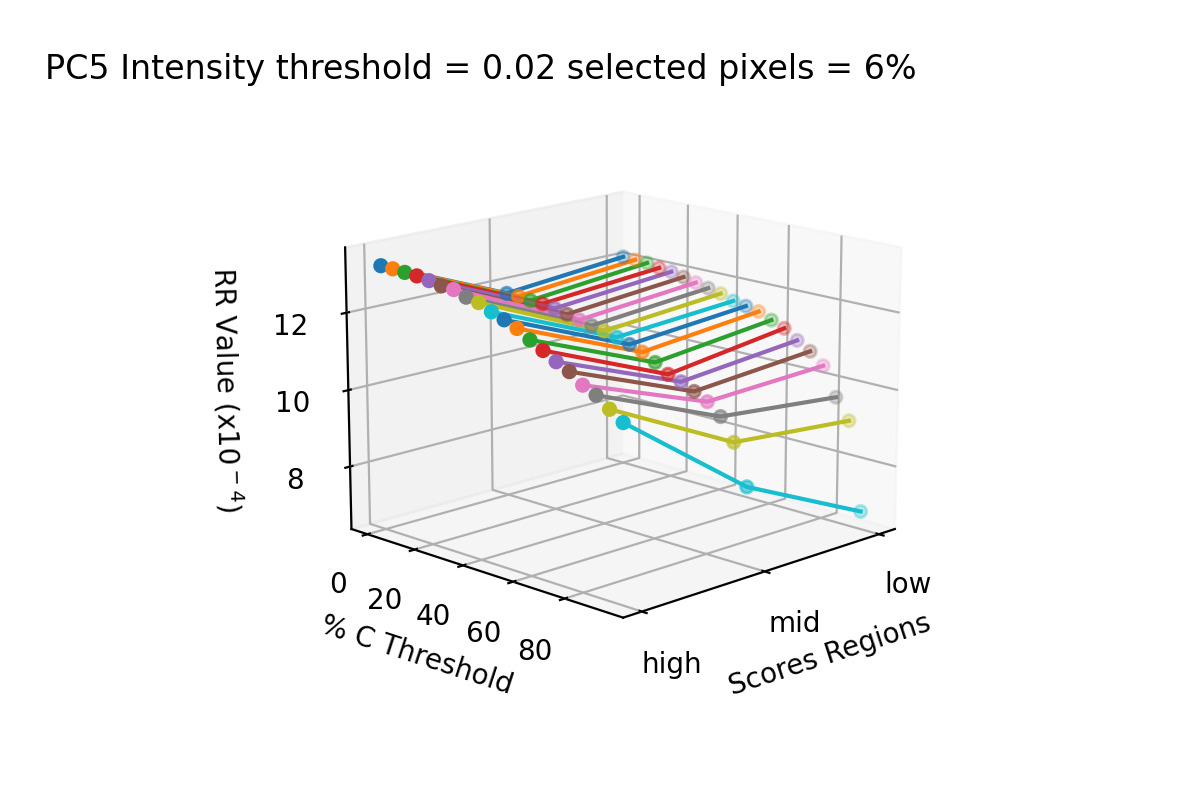 PC5 Intensity threshold = 0.02 selected pixels = 6%
RR Value (x10⁻⁴)
12
10
8
0
20
40
60
80
% C Threshold
high
mid
low
Scores Regions